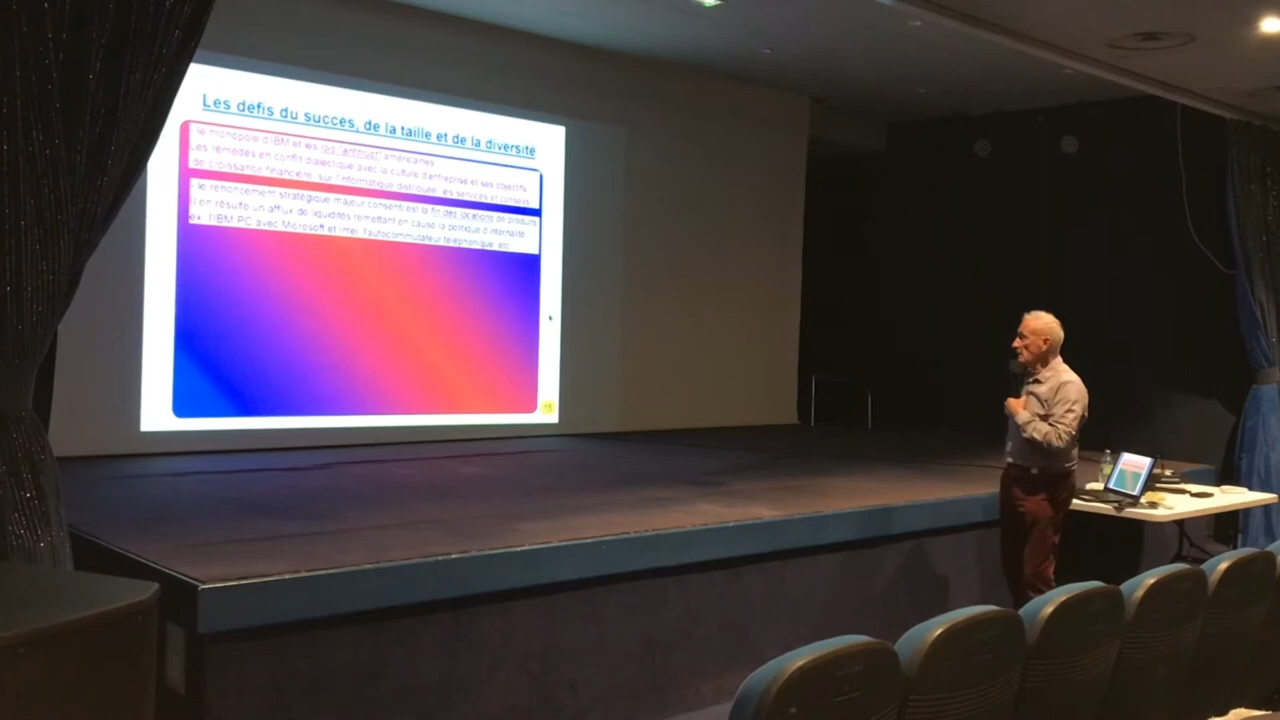 Les défis du succès, de la taille et de la diversité
- le monopole d'IBM et les lois "antitrust" américaines
Les remèdes en conflit dialectique avec la culture d'entreprise et ses objectifs
de croissance financière, sur l'informatique distribuée, les services et conseils
- le renoncement stratégique majeur consenti est la fin des locations de produits
Il en résulte un afflux de liquidités remettant en cause la politique d'internalité
ex. l'IBM PC avec Microsoft et Intel, l'autocommutateur téléphonique, etc.
15